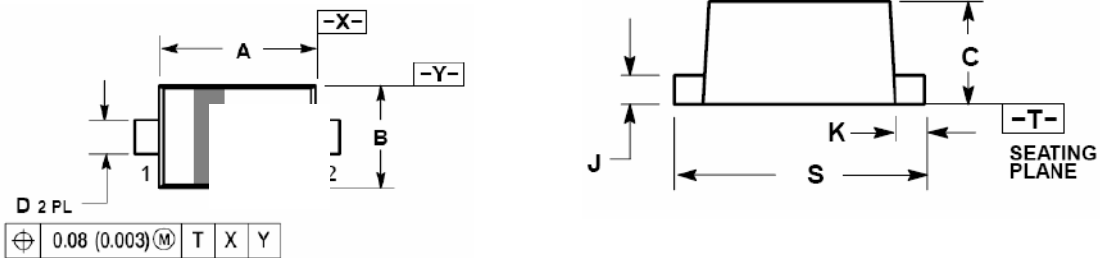 A
-X-
-Y-
B
1
2
D 2 PL
⌖ 0.08 (0.003) Ⓜ T X Y
C
J
K
S
-T-
SEATING
PLANE